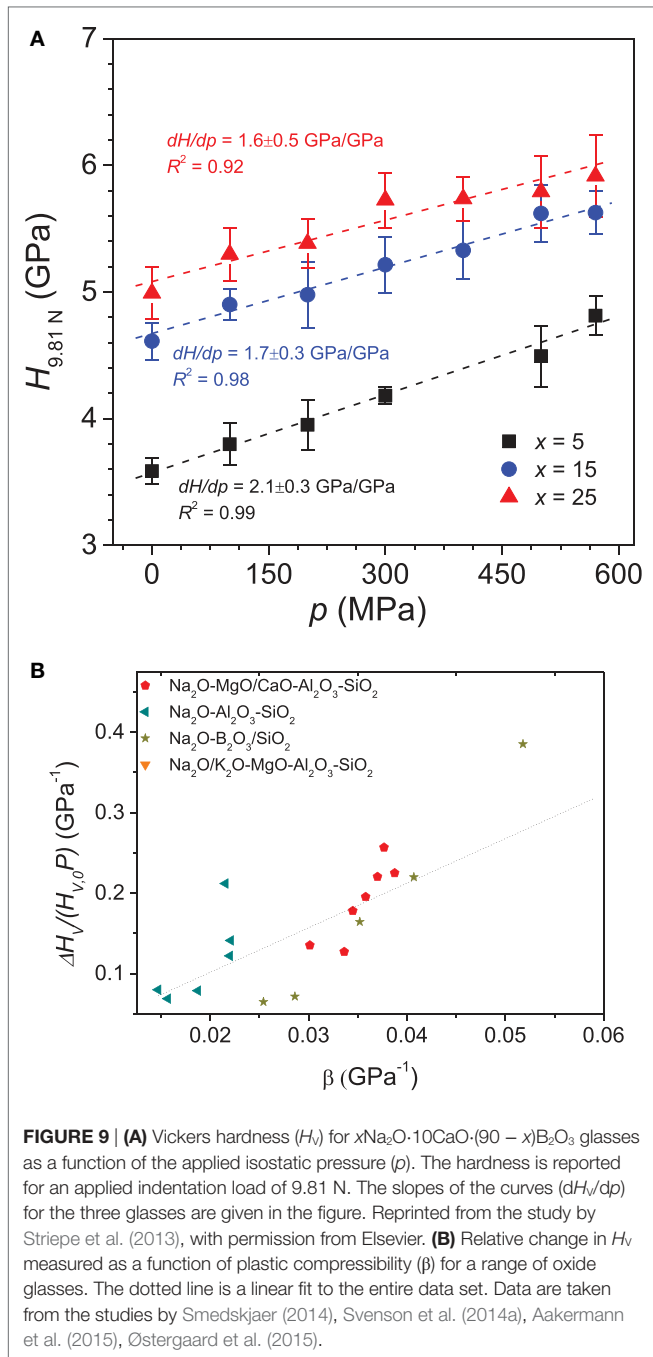 A
7
6
5
4
3
H9.81 N (GPa)
dH/dp = 1.6±0.5 GPa/GPa
R² = 0.92
dH/dp = 1.7±0.3 GPa/GPa
R² = 0.98
dH/dp = 2.1±0.3 GPa/GPa
R² = 0.99
x = 5
x = 15
x = 25
0 150 300 450 600
p (MPa)
B
Na₂O-MgO/CaO-Al₂O₃-SiO₂
Na₂O-Al₂O₃-SiO₂
Na₂O-B₂O₃/SiO₂
Na₂O/K₂O-MgO-Al₂O₃-SiO₂
0.4
0.3
0.2
0.1
ΔHV/(HV,0P) (GPa⁻¹)
0.02 0.03 0.04 0.05 0.06
β (GPa⁻¹)
FIGURE 9 | (A) Vickers hardness (HV) for xNa₂O·10CaO·(90 − x)B₂O₃ glasses
as a function of the applied isostatic pressure (p). The hardness is reported
for an applied indentation load of 9.81 N. The slopes of the curves (dHV/dp)
for the three glasses are given in the figure. Reprinted from the study by
Striepe et al. (2013), with permission from Elsevier. (B) Relative change in HV
measured as a function of plastic compressibility (β) for a range of oxide
glasses. The dotted line is a linear fit to the entire data set. Data are taken
from the studies by Smedskjaer (2014), Svenson et al. (2014a), Aakermann
et al. (2015), Østergaard et al. (2015).